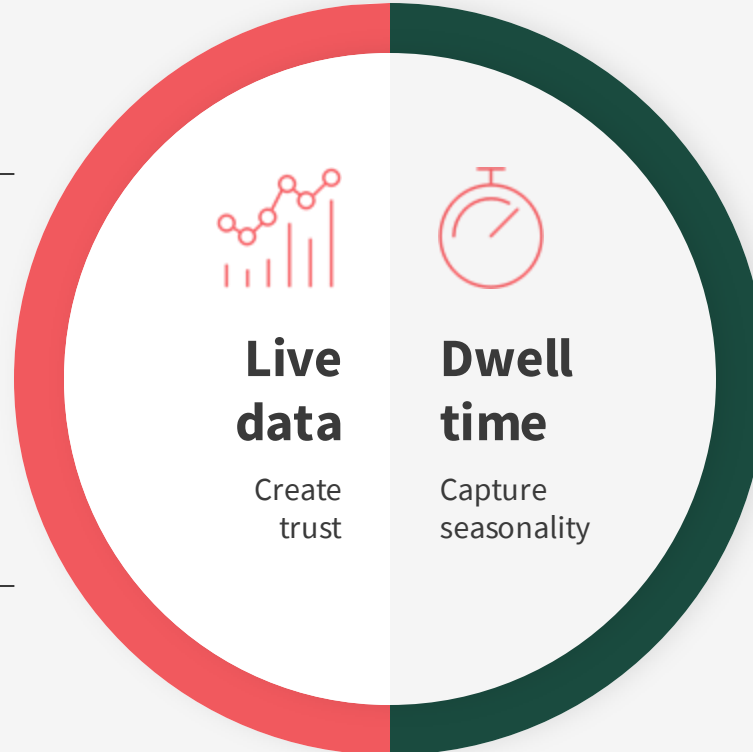 Live
data
Create
trust
Dwell
time
Capture
seasonality